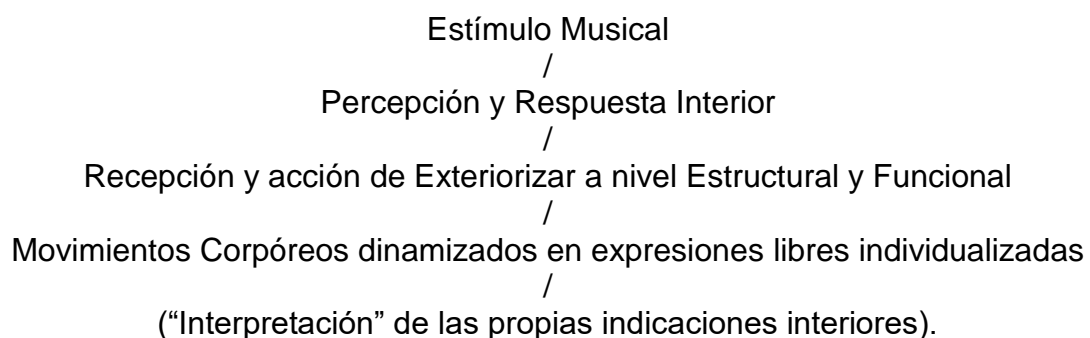 Estímulo Musical
/
Percepción y Respuesta Interior
/
Recepción y acción de Exteriorizar a nivel Estructural y Funcional
/
Movimientos Corpóreos dinamizados en expresiones libres individualizadas
/
(“Interpretación” de las propias indicaciones interiores).